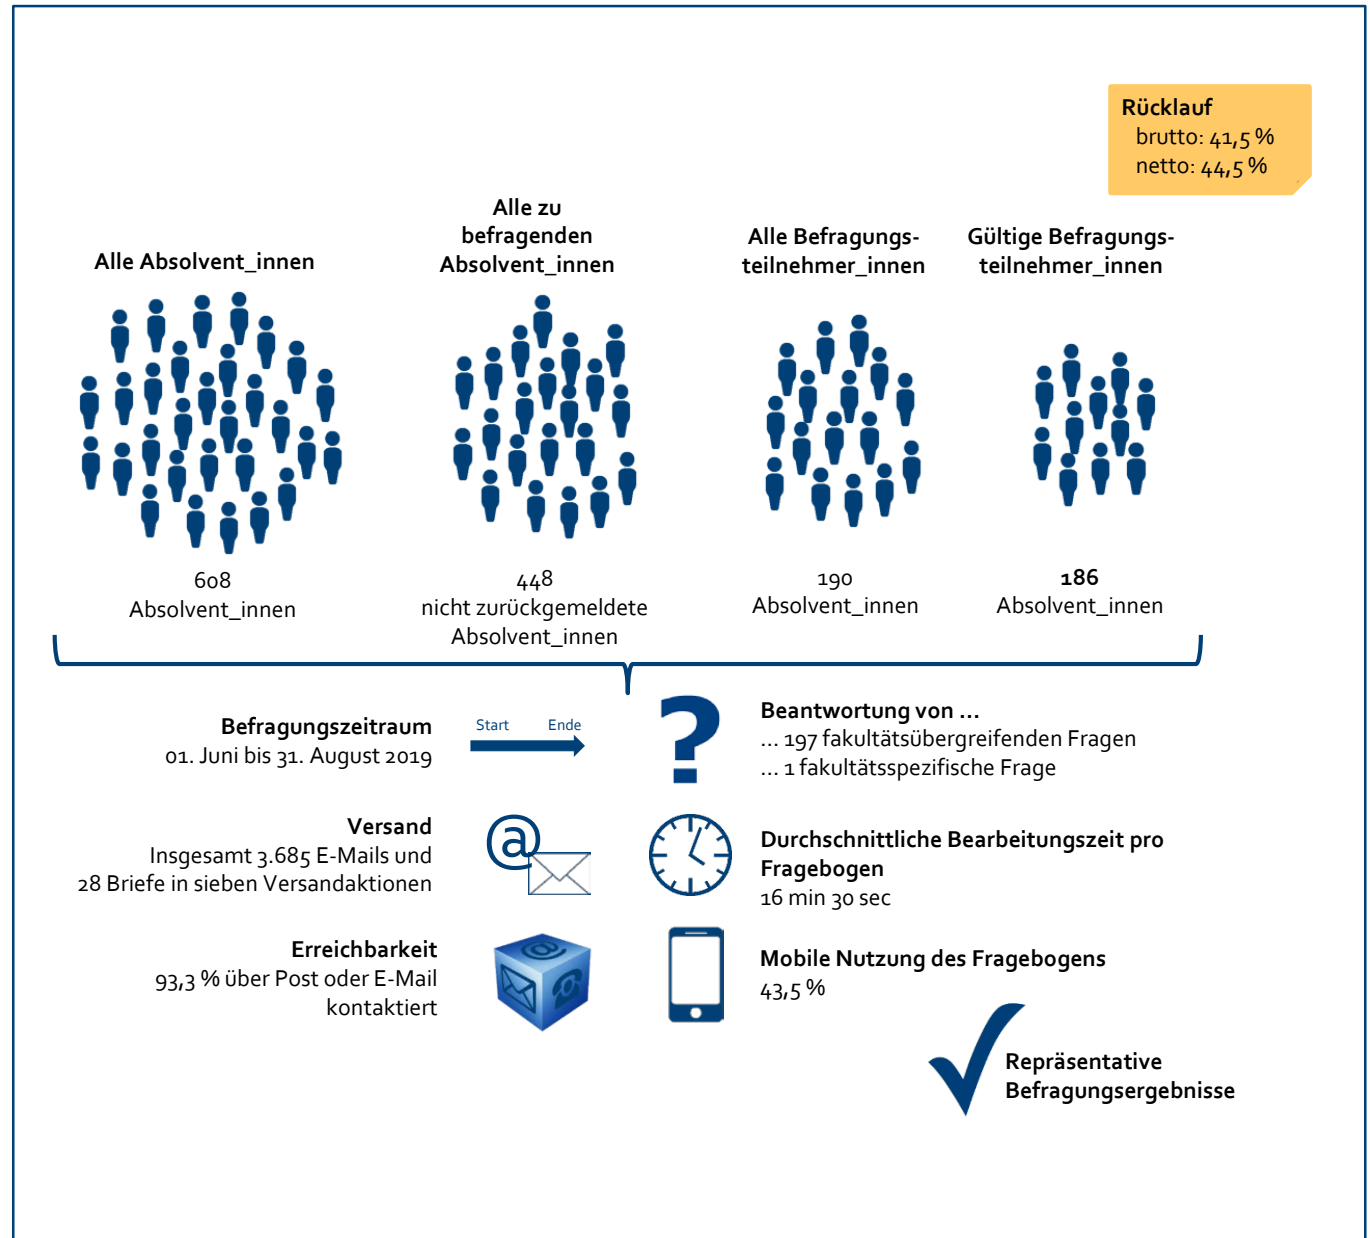 Rücklauf
brutto: 41,5 %
netto: 44,5 %
Alle Absolvent_innen
Alle zu
befragenden
Absolvent_innen
Alle Befragungs-
teilnehmer_innen
Gültige Befragungs-
teilnehmer_innen
608
Absolvent_innen
448
nicht zurückgemeldete
Absolvent_innen
190
Absolvent_innen
186
Absolvent_innen
Befragungszeitraum
01. Juni bis 31. August 2019
Start Ende
?
Beantwortung von ...
... 197 fakultätsübergreifenden Fragen
... 1 fakultätsspezifische Frage
Versand
Insgesamt 3.685 E-Mails und
28 Briefe in sieben Versandaktionen
@
Durchschnittliche Bearbeitungszeit pro
Fragebogen
16 min 30 sec
Erreichbarkeit
93,3 % über Post oder E-Mail
kontaktiert
@
Mobile Nutzung des Fragebogens
43,5 %
Repräsentative
Befragungsergebnisse